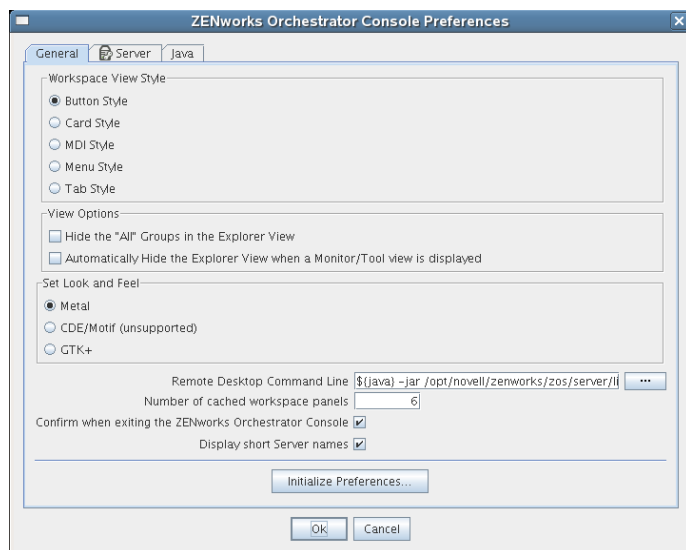 ZENworks Orchestrator Console Preferences
General Server Java
Workspace View Style
Button Style
Card Style
MDI Style
Menu Style
Tab Style
View Options
Hide the "All" Groups in the Explorer View
Automatically Hide the Explorer View when a Monitor/Tool view is displayed
Set Look and Feel
Metal
CDE/Motif (unsupported)
GTK+
Remote Desktop Command Line ${java} -jar /opt/novell/zenworks/zos/server/li ...
Number of cached workspace panels 6
Confirm when exiting the ZENworks Orchestrator Console
Display short Server names
Initialize Preferences...
Ok Cancel